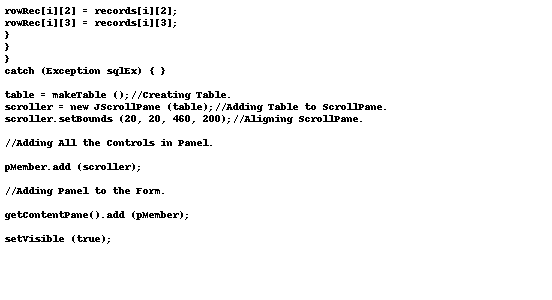 rowRec[i][2] = records[i][2];
rowRec[i][3] = records[i][3];
}
}
}
catch (Exception sqlEx) { }
table = makeTable ();//Creating Table.
scroller = new JScrollPane (table);//Adding Table to ScrollPane.
scroller.setBounds (20, 20, 460, 200);//Aligning ScrollPane.
//Adding All the Controls in Panel.
pMember.add (scroller);
//Adding Panel to the Form.
getContentPane().add (pMember);
setVisible (true);